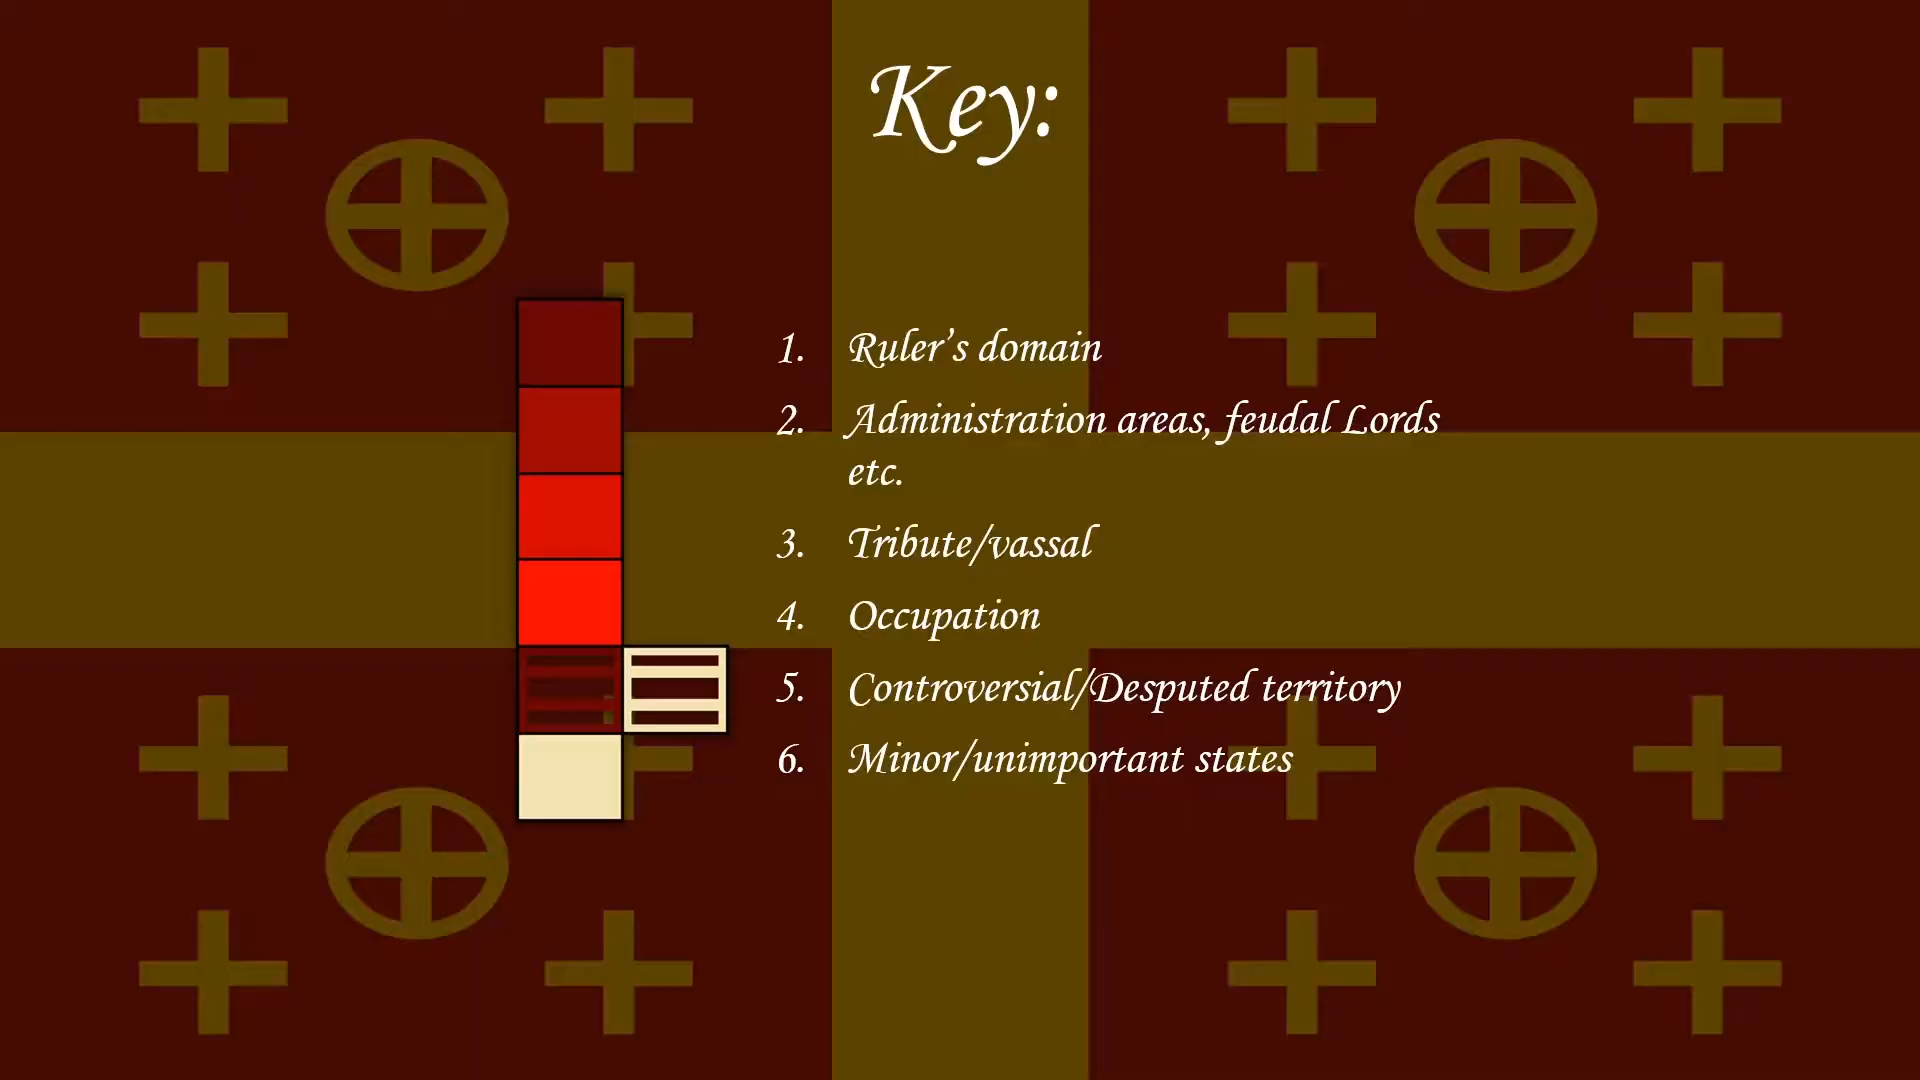 Key:
1. Ruler's domain
2. Administration areas, feudal Lords
etc.
3. Tribute/vassal
4. Occupation
5. Controversial/Desputed territory
6. Minor/unimportant states